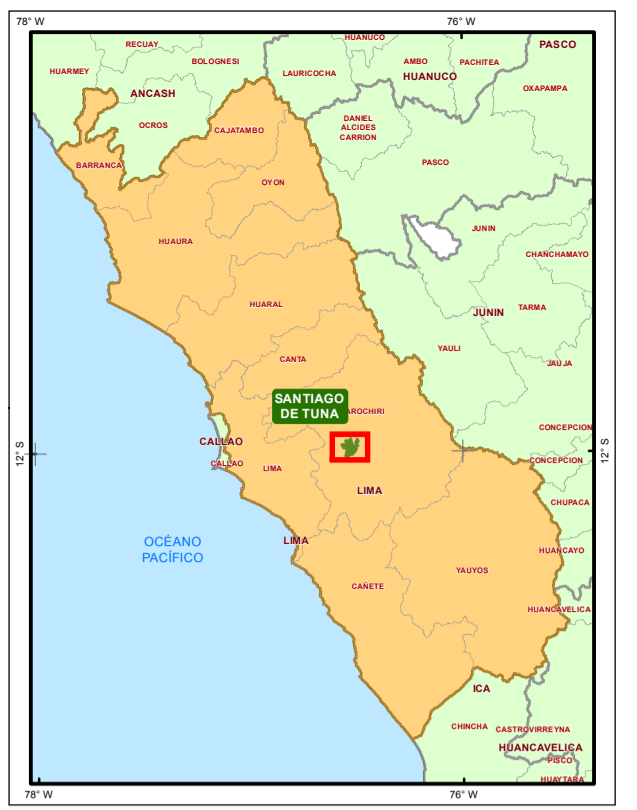 78° W
76° W
HUANUCO
PASCO
RECUAY
BOLOGNESI
AMBO
PACHITEA
HUARMEY
LAURICOCHA
HUANUCO
OXAPAMPA
ANCASH
OCROS
CAJATAMBO
DANIEL
ALCIDES
CARRION
BARRANCA
PASCO
OYON
HUAURA
JUNIN
CHANCHAMAYO
HUARAL
TARMA
JUNIN
YAULI
CANTA
JAUJA
SANTIAGO
DE TUNA
AROCHIRI
CONCEPCION
CALLAO
12° S
12° S
CALLAO
LIMA
CONCEPCION
LIMA
CHUPACA
OCÉANO
PACÍFICO
LIMA
HUANCAYO
CAÑETE
YAUYOS
HUANCAVELICA
ICA
CHINCHA
CASTROVIRREYNA
HUANCAVELICA
PISCO
HUAYTARA
78° W
76° W